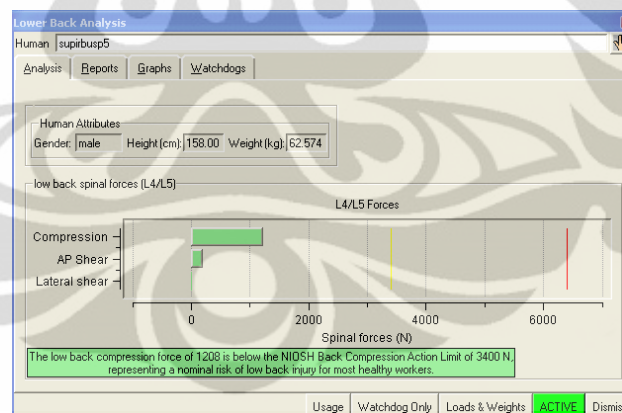 Lower Back Analysis
Human supirbusp5
Analysis Reports Graphs Watchdogs
Human Attributes
Gender: male Height (cm): 158.00 Weight (kg): 62.574
low back spinal forces (L4/L5)
L4/L5 Forces
Compression
AP Shear
Lateral shear
0 2000 4000 6000
Spinal forces (N)
The low back compression force of 1208 is below the NIOSH Back Compression Action Limit of 3400 N,
representing a nominal risk of low back injury for most healthy workers.
Usage Watchdog Only Loads & Weights ACTIVE Dismis